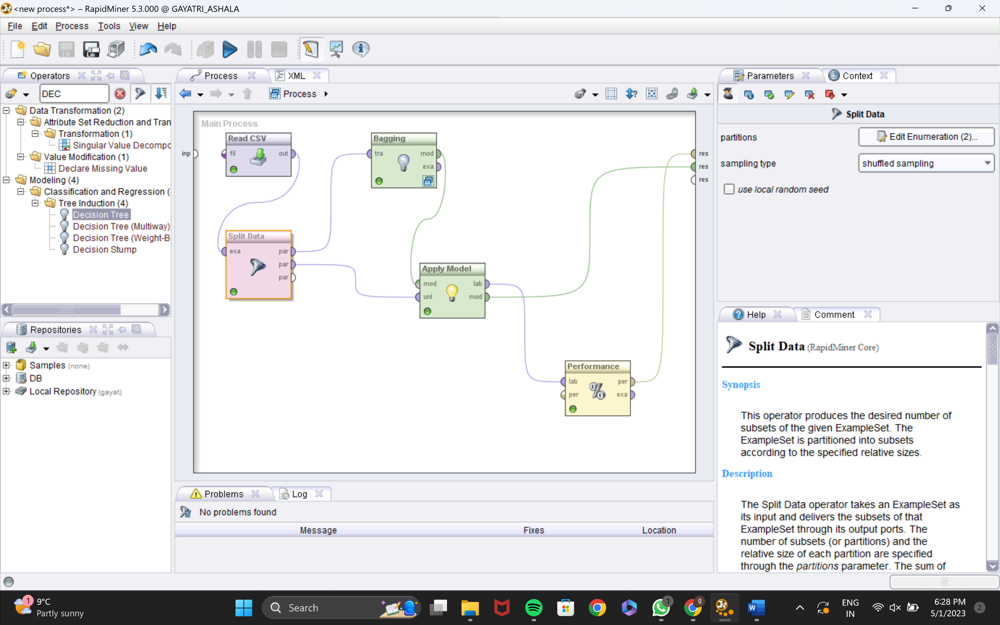 <new process*> – RapidMiner 5.3.000 @ GAYATRI_ASHALA
File Edit Process Tools View Help
Operators
DEC
Data Transformation (2)
Attribute Set Reduction and Tran
Transformation (1)
Singular Value Decompo
Value Modification (1)
Declare Missing Value
Modeling (4)
Classification and Regression (
Tree Induction (4)
Decision Tree
Decision Tree (Multiway)
Decision Tree (Weight-B
Decision Stump
Repositories
Samples (none)
DB
Local Repository (gayat)
Process XML
Process
Main Process
inp
Read CSV
fil out
Bagging
tra mod
exa
res
res
res
Split Data
exa par
par
par
Apply Model
mod lab
unl mod
Performance
lab per
per exa
Problems Log
No problems found
Message Fixes Location
Parameters Context
Split Data
partitions Edit Enumeration (2)...
sampling type shuffled sampling
use local random seed
Help Comment
Split Data (RapidMiner Core)
Synopsis
This operator produces the desired number of
subsets of the given ExampleSet. The
ExampleSet is partitioned into subsets
according to the specified relative sizes.
Description
The Split Data operator takes an ExampleSet as
its input and delivers the subsets of that
ExampleSet through its output ports. The
number of subsets (or partitions) and the
relative size of each partition are specified
through the partitions parameter. The sum of
1
9°C
Partly sunny
Search
1
g
W
ENG
IN
6:28 PM
5/1/2023
2